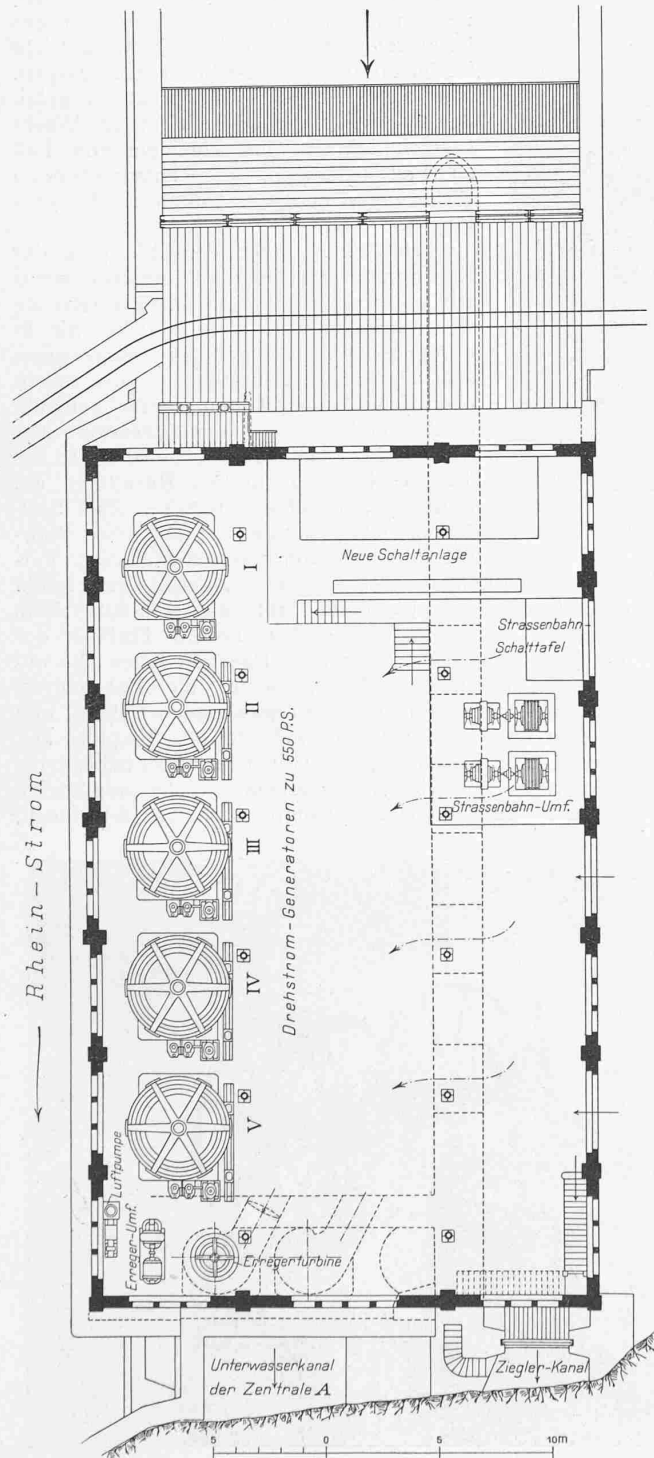 Neue Schaltanlage
I
Strassenbahn-
Schalttafel
II
Strassenbahn-Umf.
III
Drehstrom-Generatoren zu 550 P.S.
Rhein-Strom
IV
V
Luftpumpe
Erreger-Umf.
Erregerturbine
Unterwasserkanal
der Zentrale A
Ziegler-Kanal
5 0 5 10m